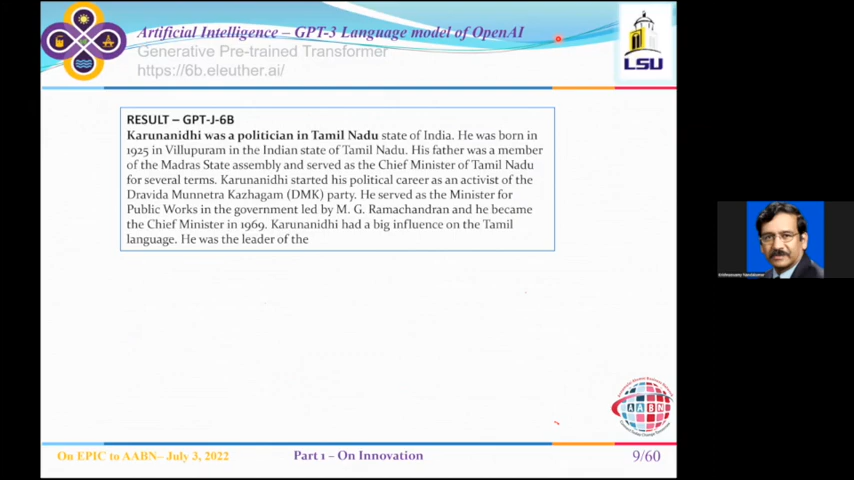 Artificial Intelligence – GPT-3 Language model of OpenAI
Generative Pre-trained Transformer
https://6b.eleuther.ai/
LSU
RESULT – GPT-J-6B
Karunanidhi was a politician in Tamil Nadu state of India. He was born in
1925 in Villupuram in the Indian state of Tamil Nadu. His father was a member
of the Madras State assembly and served as the Chief Minister of Tamil Nadu
for several terms. Karunanidhi started his political career as an activist of the
Dravida Munnetra Kazhagam (DMK) party. He served as the Minister for
Public Works in the government led by M. G. Ramachandran and he became
the Chief Minister in 1969. Karunanidhi had a big influence on the Tamil
language. He was the leader of the
AABN
On EPIC to AABN– July 3, 2022
Part 1 – On Innovation
9/60